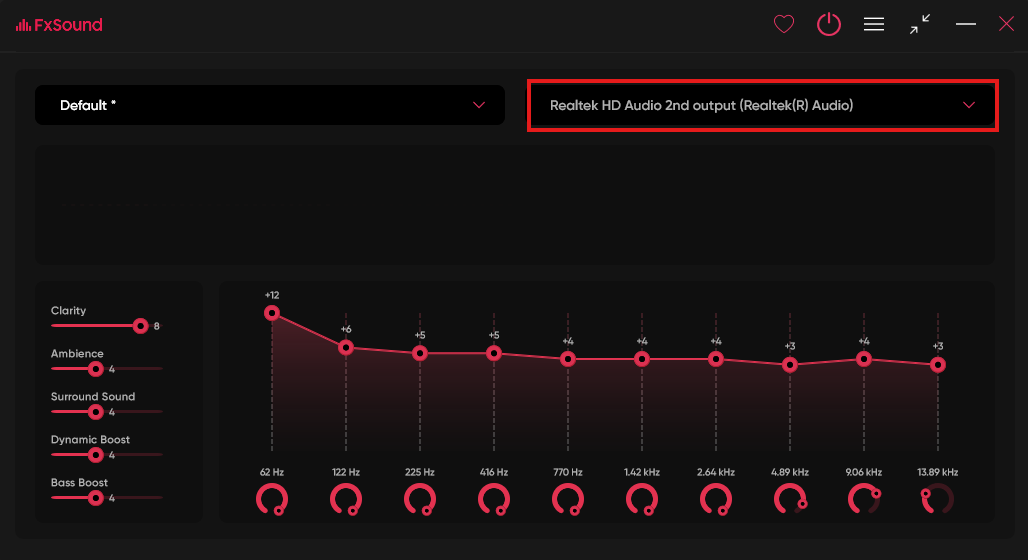 FxSound
Default *
Realtek HD Audio 2nd output (Realtek(R) Audio)
Clarity
8
Ambience
4
Surround Sound
4
Dynamic Boost
4
Bass Boost
4
+12
+6
+5
+5
+4
+4
+4
+3
+4
+3
62 Hz
122 Hz
225 Hz
416 Hz
770 Hz
1.42 kHz
2.64 kHz
4.89 kHz
9.06 kHz
13.89 kHz